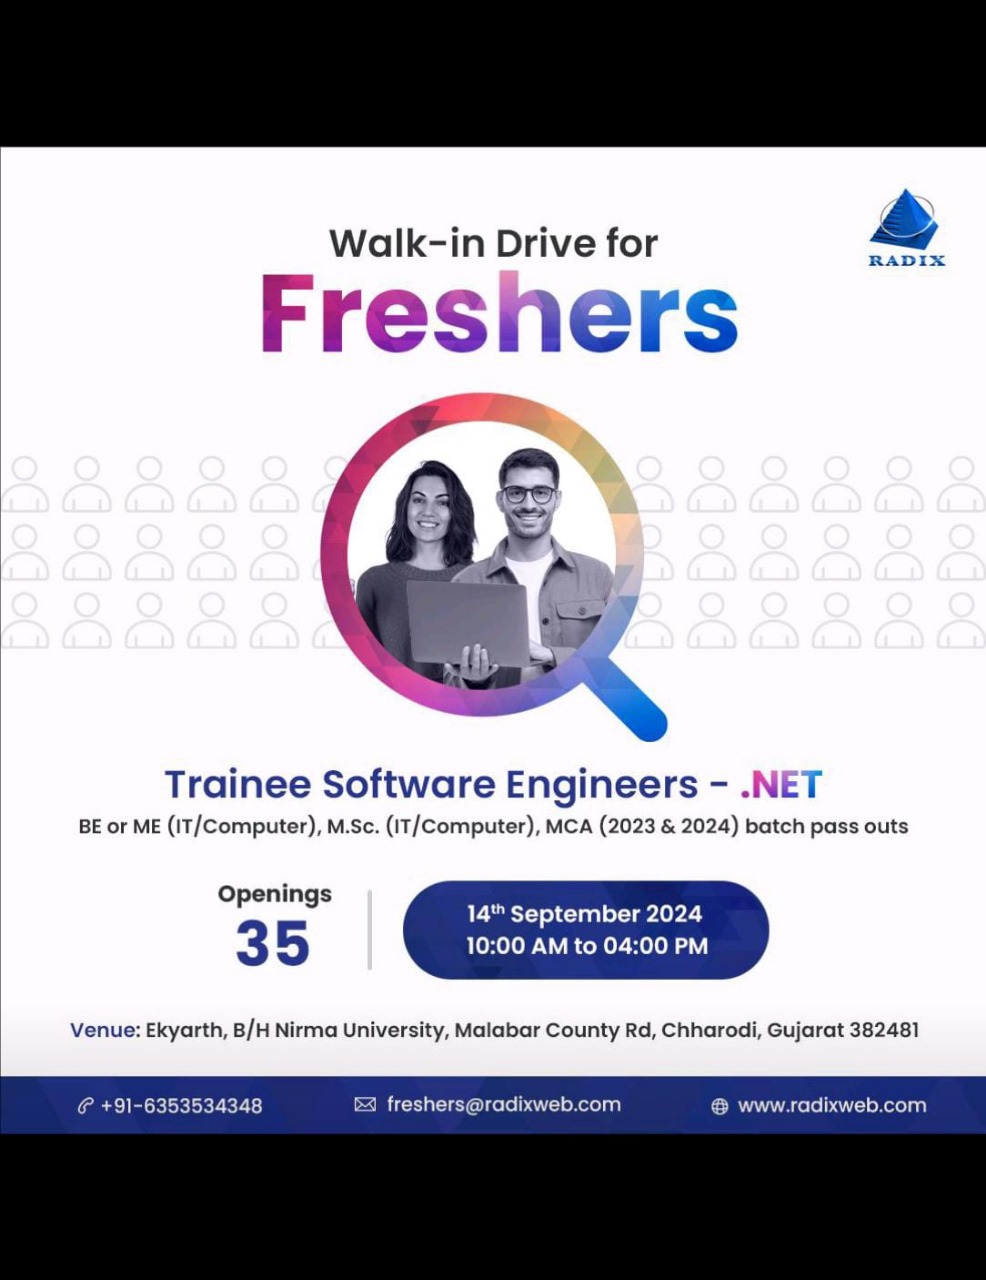 RADIX
Walk-in Drive for
Freshers
Trainee Software Engineers - .NET
BE or ME (IT/Computer), M.Sc. (IT/Computer), MCA (2023 & 2024) batch pass outs
Openings
35
14th September 2024
10:00 AM to 04:00 PM
Venue: Ekyarth, B/H Nirma University, Malabar County Rd, Chharodi, Gujarat 382481
+91-6353534348
freshers@radixweb.com
www.radixweb.com